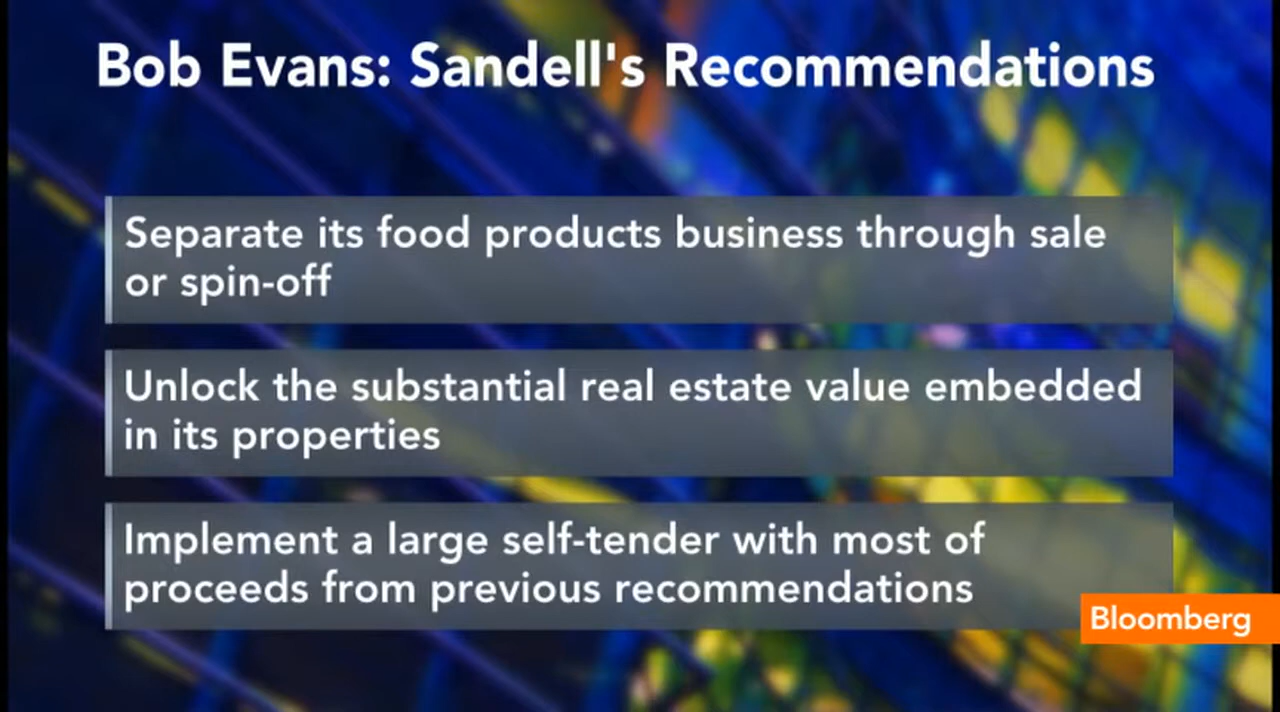 Bob Evans: Sandell's Recommendations
Separate its food products business through sale
or spin-off
Unlock the substantial real estate value embedded
in its properties
Implement a large self-tender with most of
proceeds from previous recommendations
Bloomberg